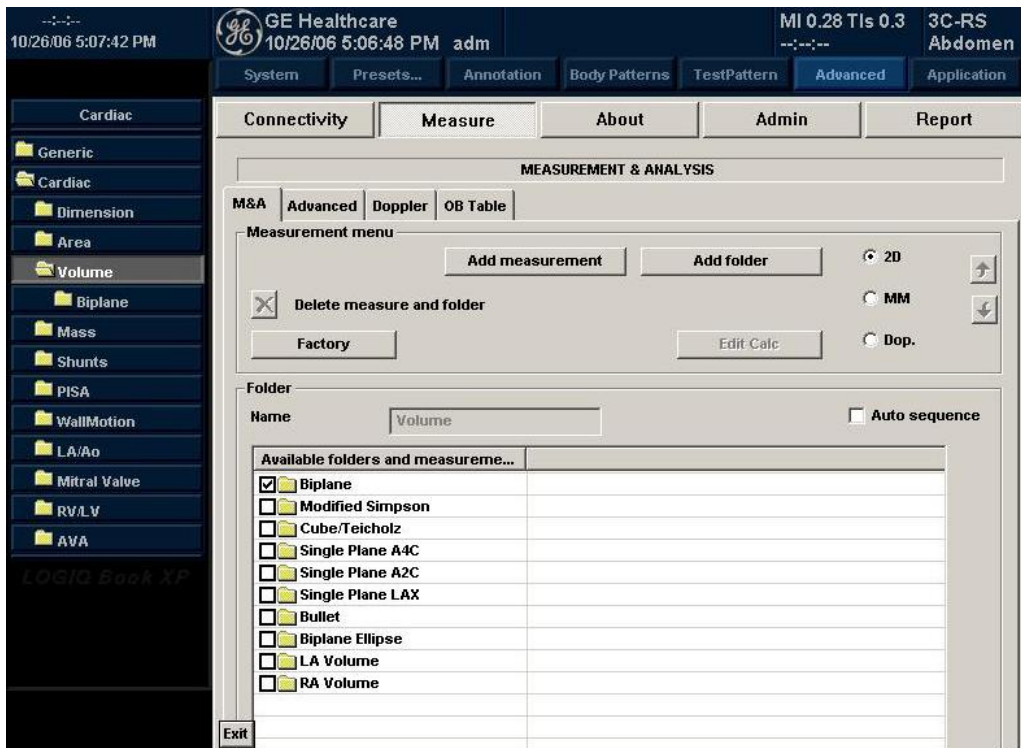 --:--:--
10/26/06 5:07:42 PM
GE Healthcare
10/26/06 5:06:48 PM adm
MI 0.28 TIs 0.3
--:--:--
3C-RS
Abdomen
System Presets... Annotation Body Patterns TestPattern Advanced Application
Cardiac
Generic
Cardiac
Dimension
Area
Volume
Biplane
Mass
Shunts
PISA
WallMotion
LA/Ao
Mitral Valve
RV/LV
AVA
LOGIQ Book XP
Connectivity Measure About Admin Report
MEASUREMENT & ANALYSIS
M&A Advanced Doppler OB Table
Measurement menu
Add measurement Add folder 2D
Delete measure and folder MM
Factory Edit Calc Dop.
Folder
Name Volume Auto sequence
Available folders and measureme...
Biplane
Modified Simpson
Cube/Teicholz
Single Plane A4C
Single Plane A2C
Single Plane LAX
Bullet
Biplane Ellipse
LA Volume
RA Volume
Exit